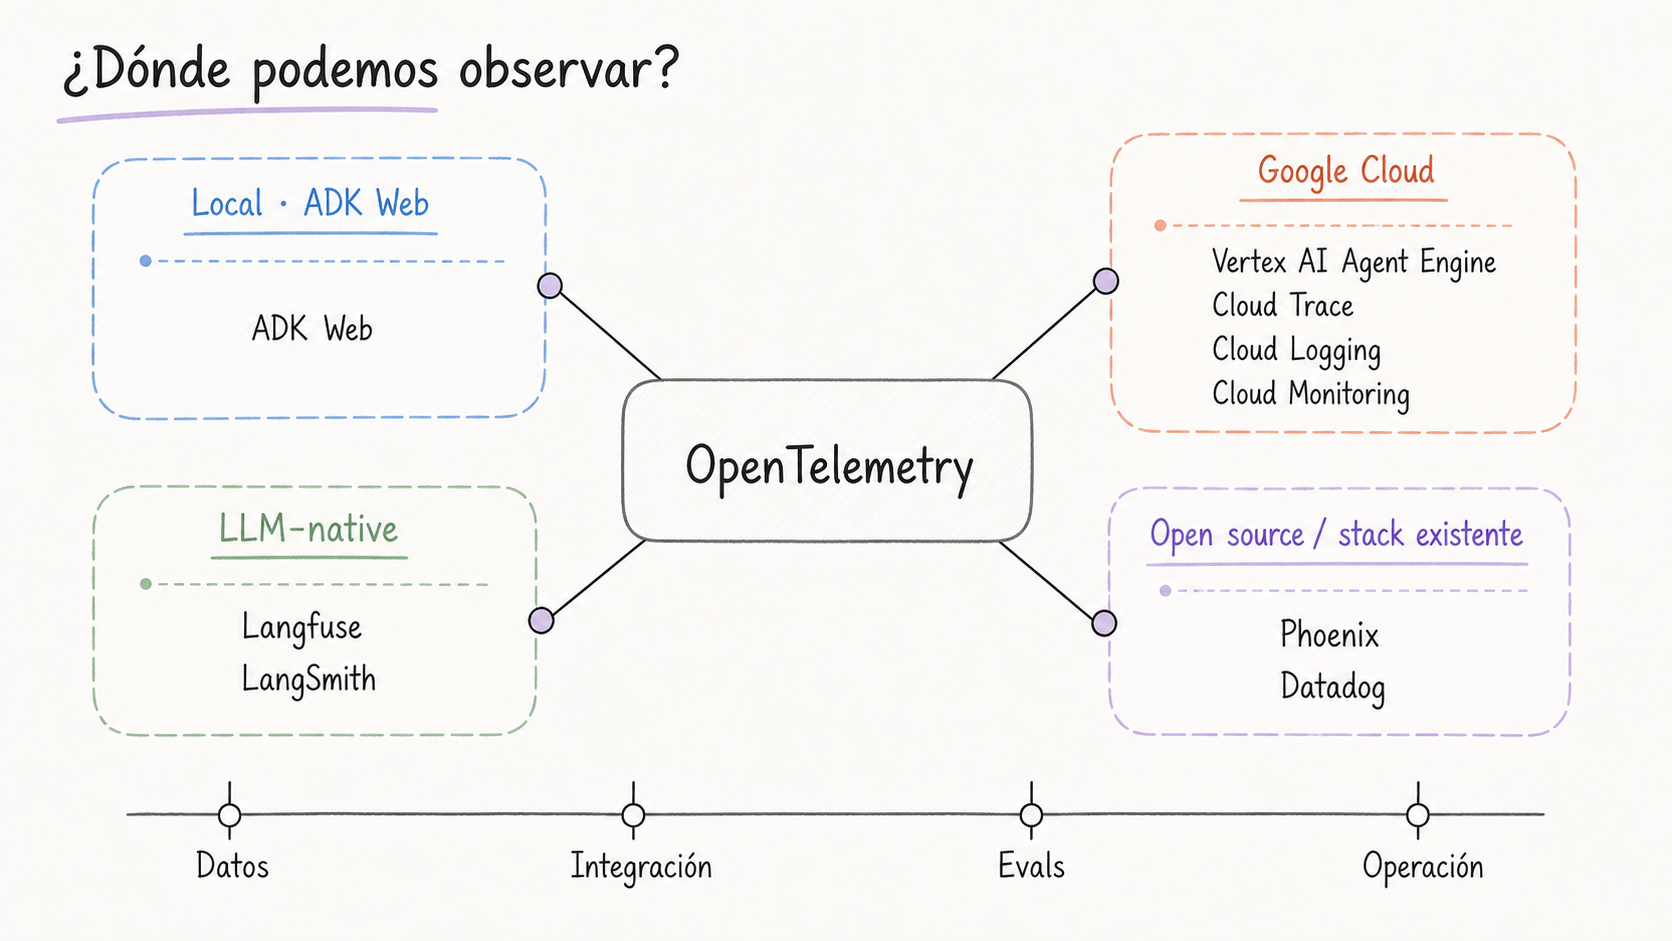 ¿Dónde podemos observar?
Local · ADK Web
ADK Web
Google Cloud
Vertex AI Agent Engine
Cloud Trace
Cloud Logging
Cloud Monitoring
OpenTelemetry
LLM-native
Langfuse
LangSmith
Open source / stack existente
Phoenix
Datadog
Datos
Integración
Evals
Operación